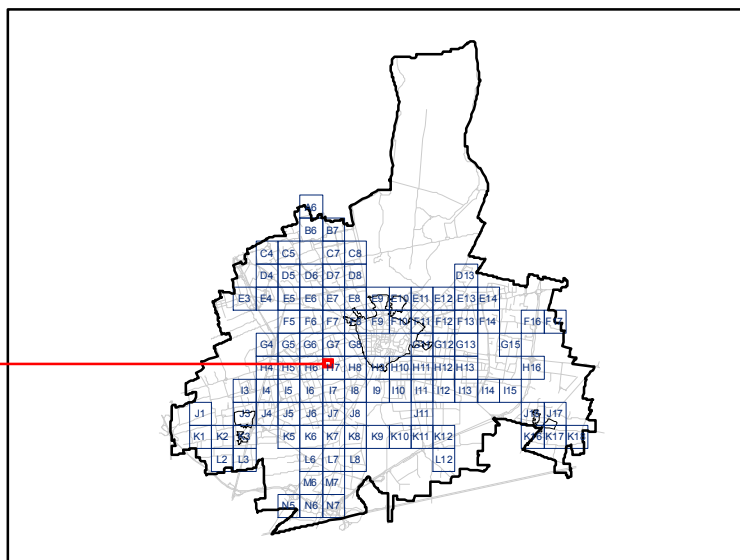 A6
B6 B7
C4 C5 C7 C8
D4 D5 D6 D7 D8 D13
E3 E4 E5 E6 E7 E8 E9 E10 E11 E12 E13 E14
F5 F6 F7 F9 F10 F11 F12 F13 F14 F16
G4 G5 G6 G7 G8 G12 G13 G15
H4 H5 H6 H7 H8 H9 H10 H11 H12 H13 H16
I3 I4 I5 I6 I7 I8 I9 I10 I11 I12 I13 I14 I15
J1 J3 J4 J5 J6 J7 J8 J11 J17
K1 K2 K5 K6 K7 K8 K9 K10 K11 K12 K16 K17
L2 L3 L6 L7 L8 L12
M6 M7
N5 N6 N7